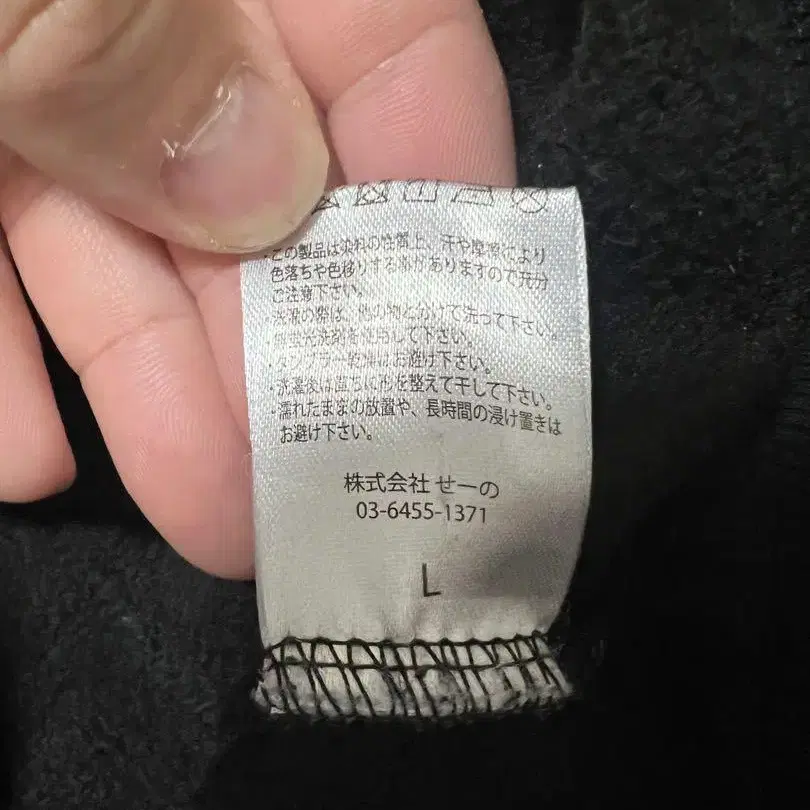 ・この製品は染料の性質上、汗や摩擦により
色落ちや色移りする事がありますので充分
ご注意下さい。
洗濯の際は、他の物と分けて洗って下さい。
無蛍光洗剤を使用して下さい。
・タンブラー乾燥はお避け下さい。
・洗濯後は直ちに形を整えて干して下さい。
・濡れたままの放置や、長時間の浸け置きは
お避け下さい。
株式会社 せーの
03-6455-1371
L